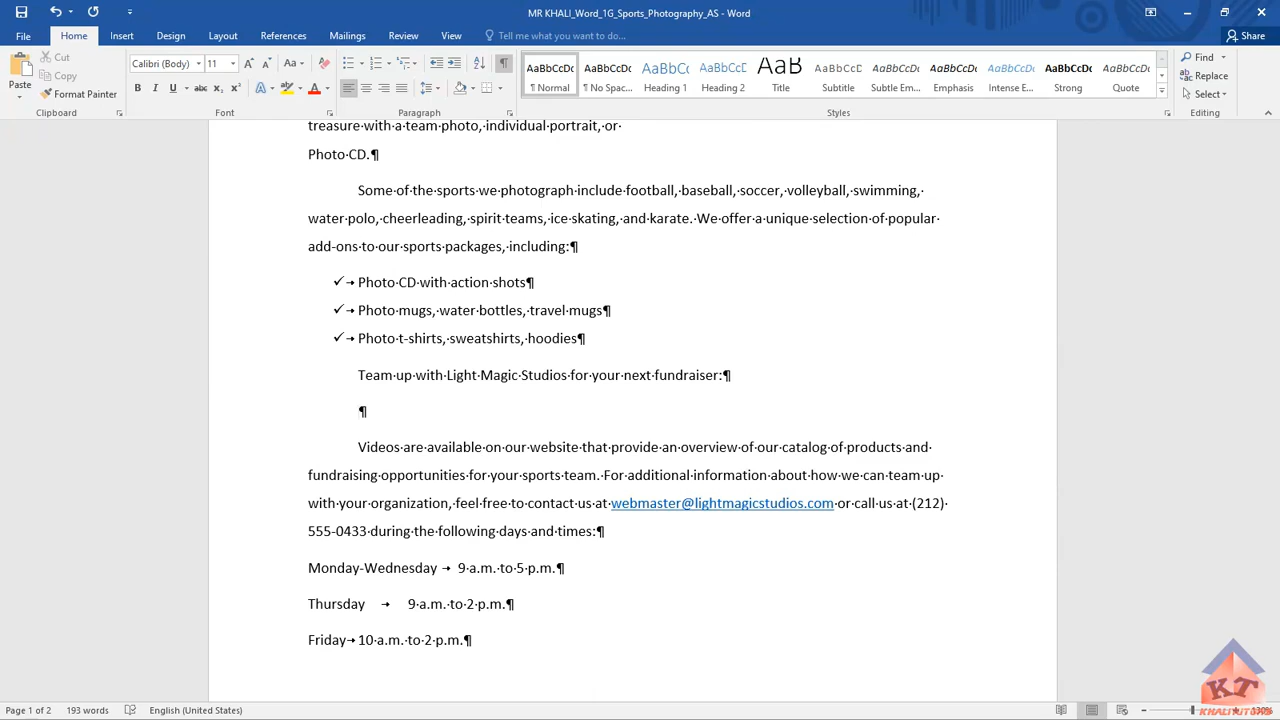 MR KHALI_Word_1G_Sports_Photography_AS - Word
File Home Insert Design Layout References Mailings Review View Tell me what you want to do... Share
Paste Cut Copy Format Painter Clipboard
Calibri (Body) 11 Aa B I U abc X₂ X² A A Font
Paragraph
AaBbCcDc ¶ Normal
AaBbCcDc ¶ No Spac...
AaBbCc Heading 1
AaBbCcD Heading 2
AaB Title
AaBbCcD Subtitle
AaBbCcDc Subtle Em...
AaBbCcDc Emphasis
AaBbCcDc Intense E...
AaBbCcDc Strong
AaBbCcDc Quote
Styles
Find Replace Select Editing
treasure·with·a·team·photo,·individual·portrait,·or·
Photo·CD.¶
Some·of·the·sports·we·photograph·include·football,·baseball,·soccer,·volleyball,·swimming,·
water·polo,·cheerleading,·spirit·teams,·ice·skating,·and·karate.·We·offer·a·unique·selection·of·popular·
add-ons·to·our·sports·packages,·including:¶
✓→Photo·CD·with·action·shots¶
✓→Photo·mugs,·water·bottles,·travel·mugs¶
✓→Photo·t-shirts,·sweatshirts,·hoodies¶
Team·up·with·Light·Magic·Studios·for·your·next·fundraiser:¶
¶
Videos·are·available·on·our·website·that·provide·an·overview·of·our·catalog·of·products·and·
fundraising·opportunities·for·your·sports·team.·For·additional·information·about·how·we·can·team·up·
with·your·organization,·feel·free·to·contact·us·at·webmaster@lightmagicstudios.com·or·call·us·at·(212)·
555-0433·during·the·following·days·and·times:¶
Monday-Wednesday → 9·a.m.·to·5·p.m.¶
Thursday → 9·a.m.·to·2·p.m.¶
Friday→10·a.m.·to·2·p.m.¶
KT
KHALITUTOR
Page 1 of 2 193 words English (United States)